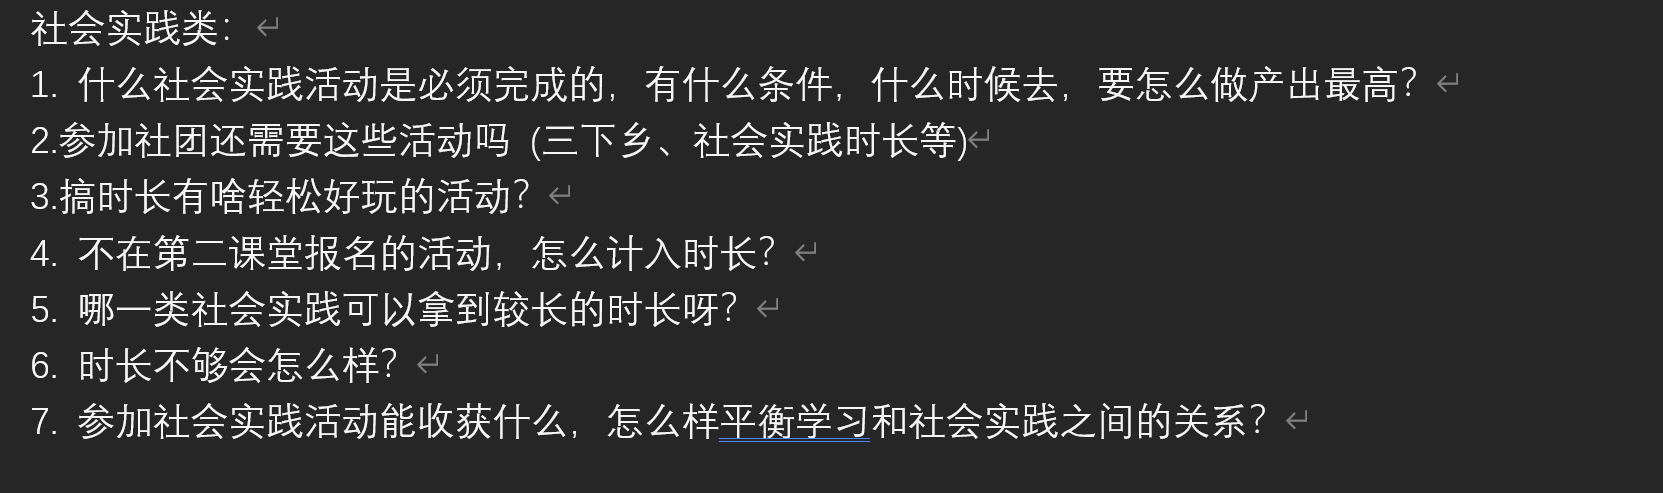 社会实践类：
1. 什么社会实践活动是必须完成的，有什么条件，什么时候去，要怎么做产出最高？
2.参加社团还需要这些活动吗（三下乡、社会实践时长等)
3.搞时长有啥轻松好玩的活动？
4. 不在第二课堂报名的活动，怎么计入时长？
5. 哪一类社会实践可以拿到较长的时长呀？
6. 时长不够会怎么样？
7. 参加社会实践活动能收获什么，怎么样平衡学习和社会实践之间的关系？